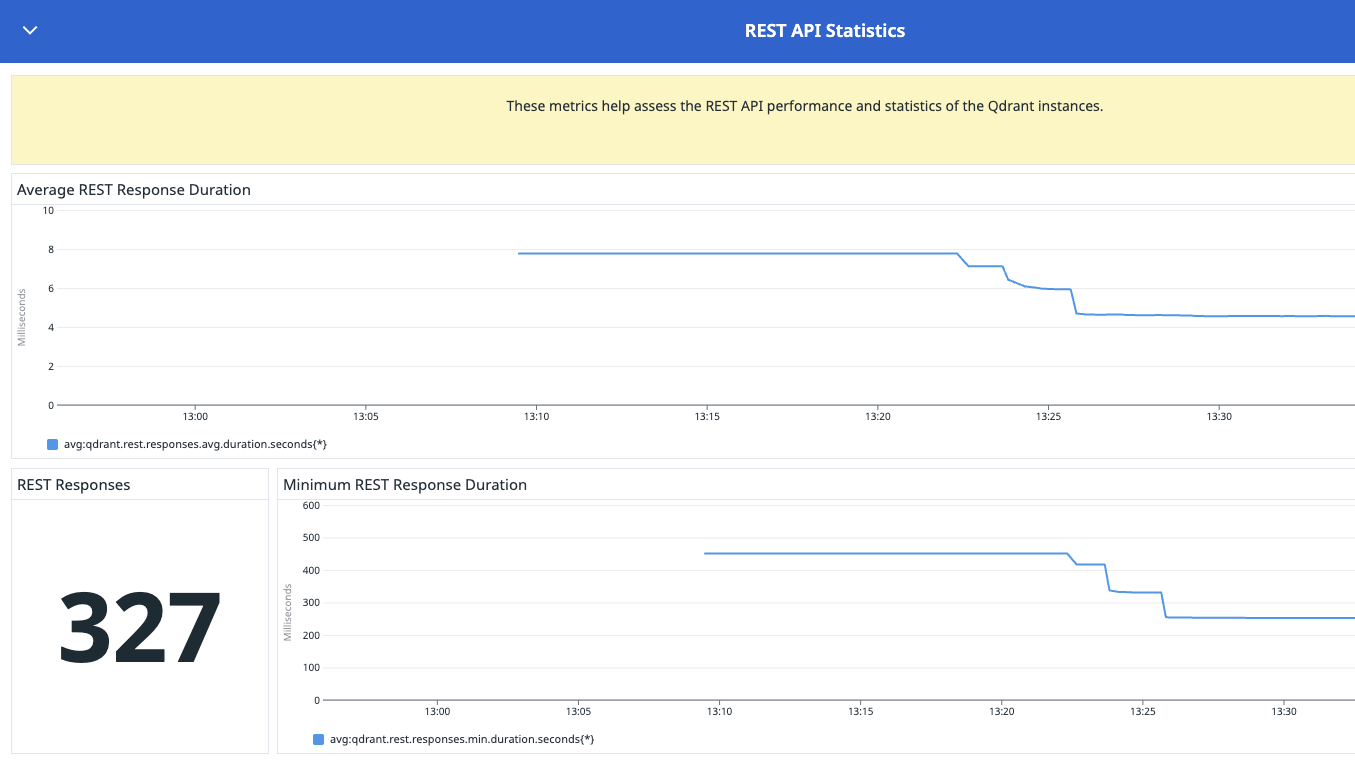 REST API Statistics
These metrics help assess the REST API performance and statistics of the Qdrant instances.
Average REST Response Duration
10
8
6
4
2
0
Milliseconds
13:00 13:05 13:10 13:15 13:20 13:25 13:30
avg:qdrant.rest.responses.avg.duration.seconds{*}
REST Responses
327
Minimum REST Response Duration
600
500
400
300
200
100
0
Milliseconds
13:00 13:05 13:10 13:15 13:20 13:25 13:30
avg:qdrant.rest.responses.min.duration.seconds{*}